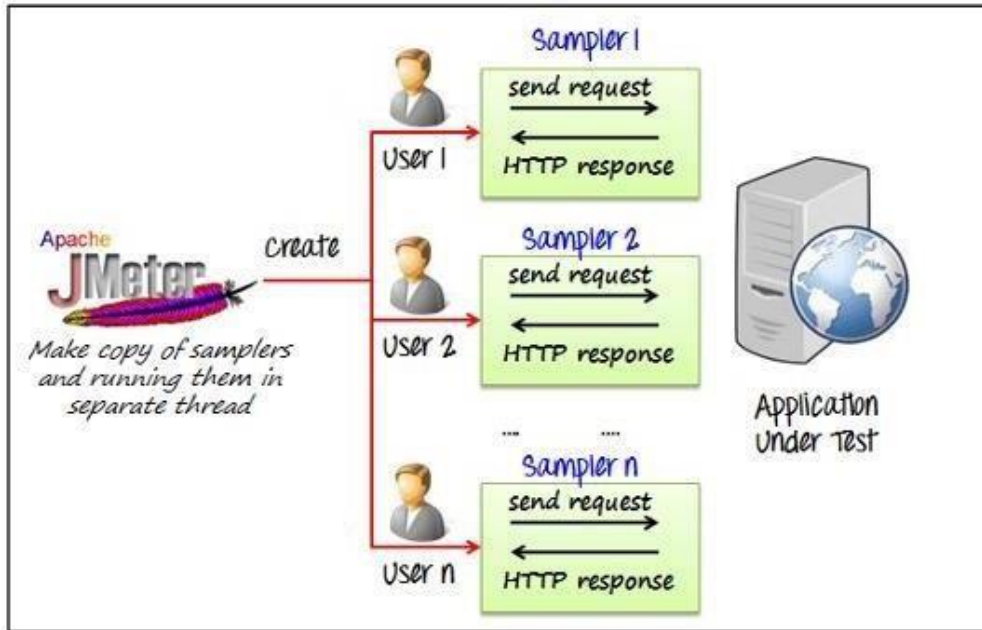 Sampler 1
send request
HTTP response
User 1
Apache
JMeter
Make copy of samplers
and running them in
separate thread
Create
Sampler 2
send request
HTTP response
User 2
.... ....
Sampler n
send request
HTTP response
User n
Application
Under Test